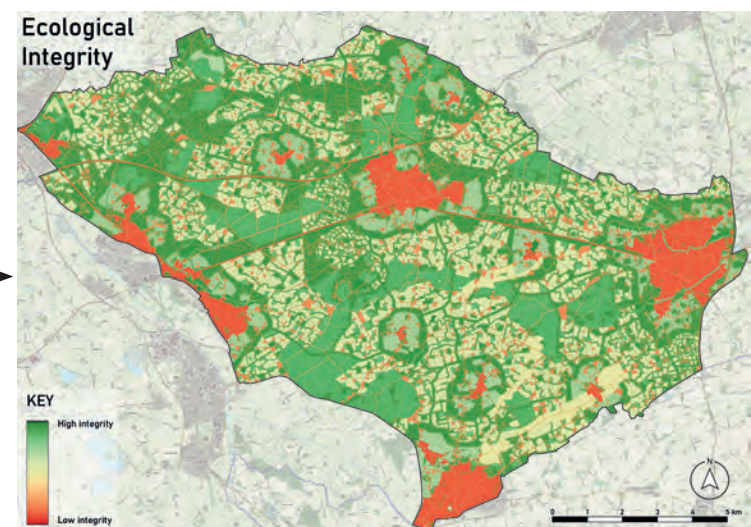 Ecological
Integrity
KEY
High integrity
Low integrity
N
0 1 2 3 4 5 km